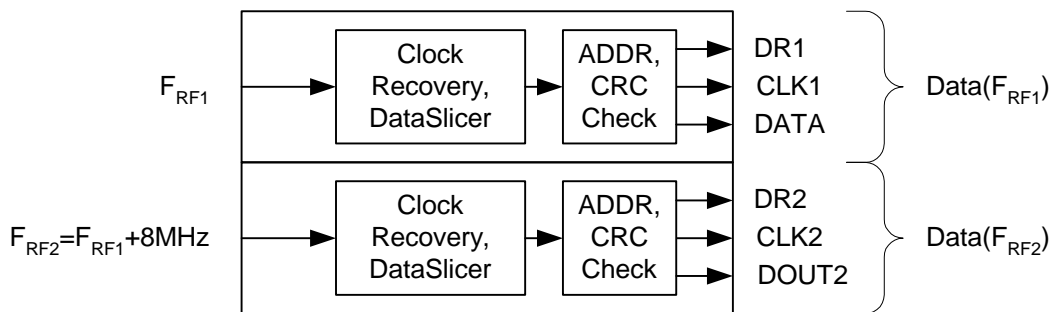 F_RF1
Clock
Recovery,
DataSlicer
ADDR,
CRC
Check
DR1
CLK1
DATA
Data(F_RF1)
F_RF2=F_RF1+8MHz
Clock
Recovery,
DataSlicer
ADDR,
CRC
Check
DR2
CLK2
DOUT2
Data(F_RF2)